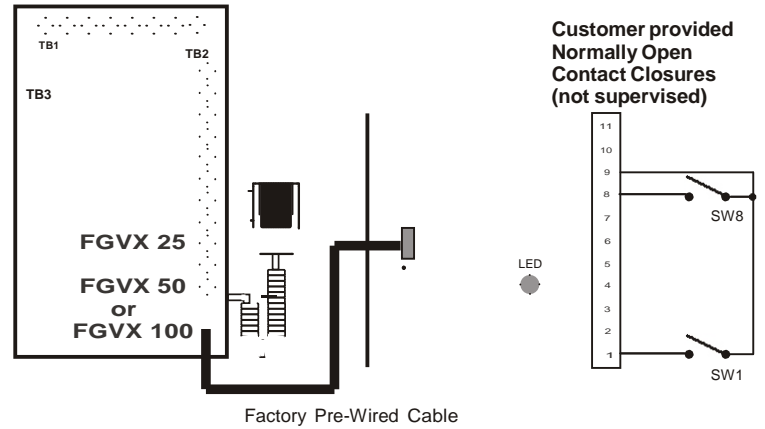 TB1
TB2
TB3
FGVX 25
FGVX 50
or
FGVX 100
Factory Pre-Wired Cable
Customer provided
Normally Open
Contact Closures
(not supervised)
LED
11
10
9
8
7
6
5
4
3
2
1
SW8
SW1